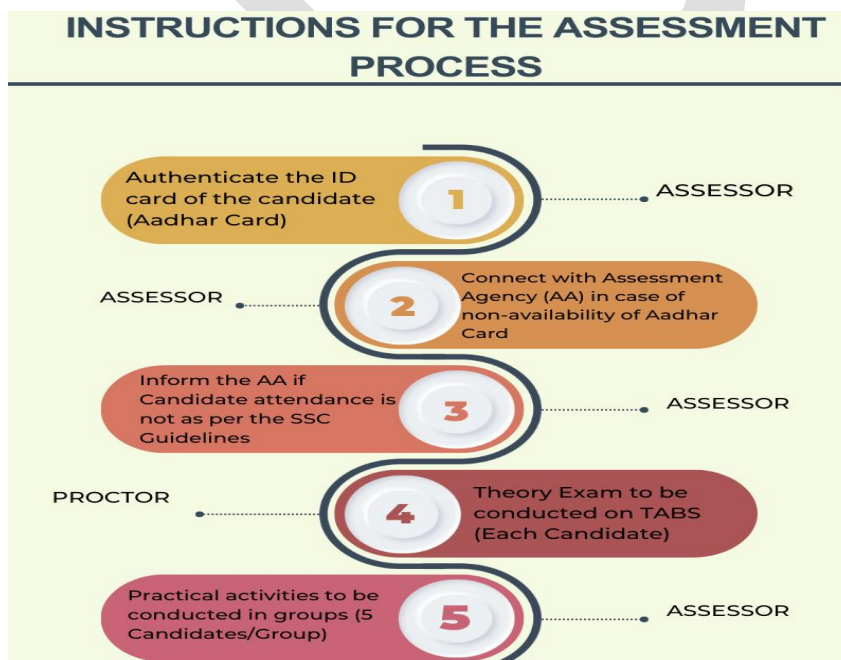 INSTRUCTIONS FOR THE ASSESSMENT
PROCESS
Authenticate the ID
card of the candidate
(Aadhar Card)
1
ASSESSOR
ASSESSOR
2
Connect with Assessment
Agency (AA) in case of
non-availability of Aadhar
Card
Inform the AA if
Candidate attendance is
not as per the SSC
Guidelines
3
ASSESSOR
PROCTOR
4
Theory Exam to be
conducted on TABS
(Each Candidate)
Practical activities to be
conducted in groups (5
Candidates/Group)
5
ASSESSOR